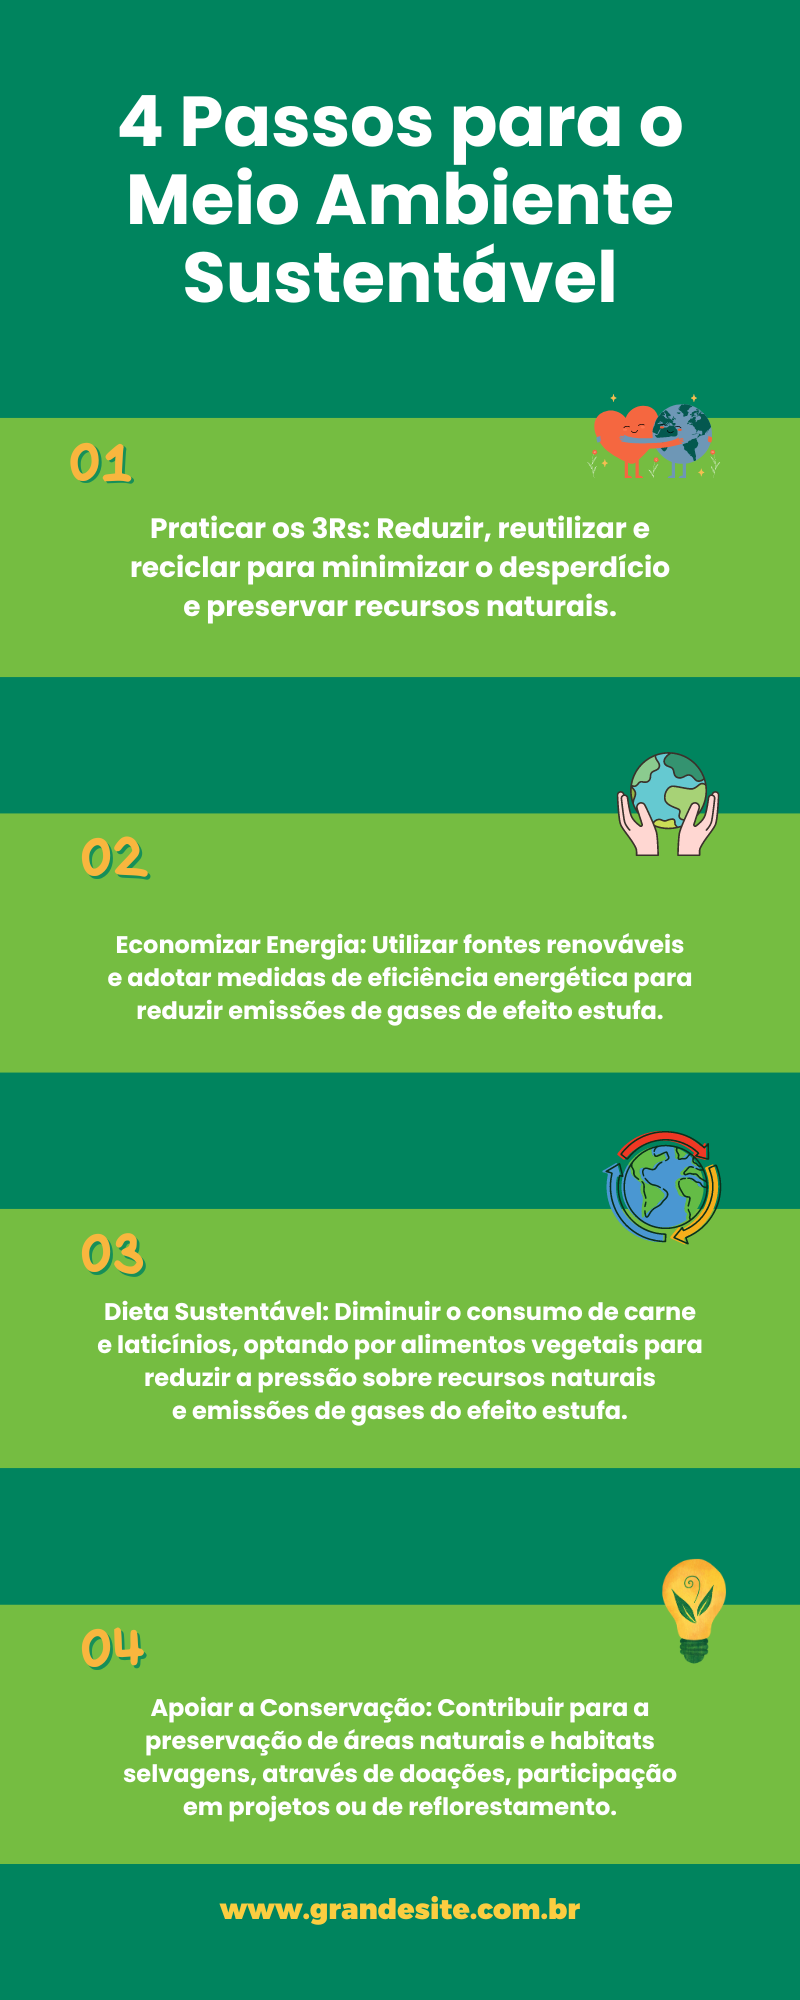 4 Passos para o
Meio Ambiente
Sustentável
01
Praticar os 3Rs: Reduzir, reutilizar e
reciclar para minimizar o desperdício
e preservar recursos naturais.
02
Economizar Energia: Utilizar fontes renováveis
e adotar medidas de eficiência energética para
reduzir emissões de gases de efeito estufa.
03
Dieta Sustentável: Diminuir o consumo de carne
e laticínios, optando por alimentos vegetais para
reduzir a pressão sobre recursos naturais
e emissões de gases do efeito estufa.
04
Apoiar a Conservação: Contribuir para a
preservação de áreas naturais e habitats
selvagens, através de doações, participação
em projetos ou de reflorestamento.
www.grandesite.com.br